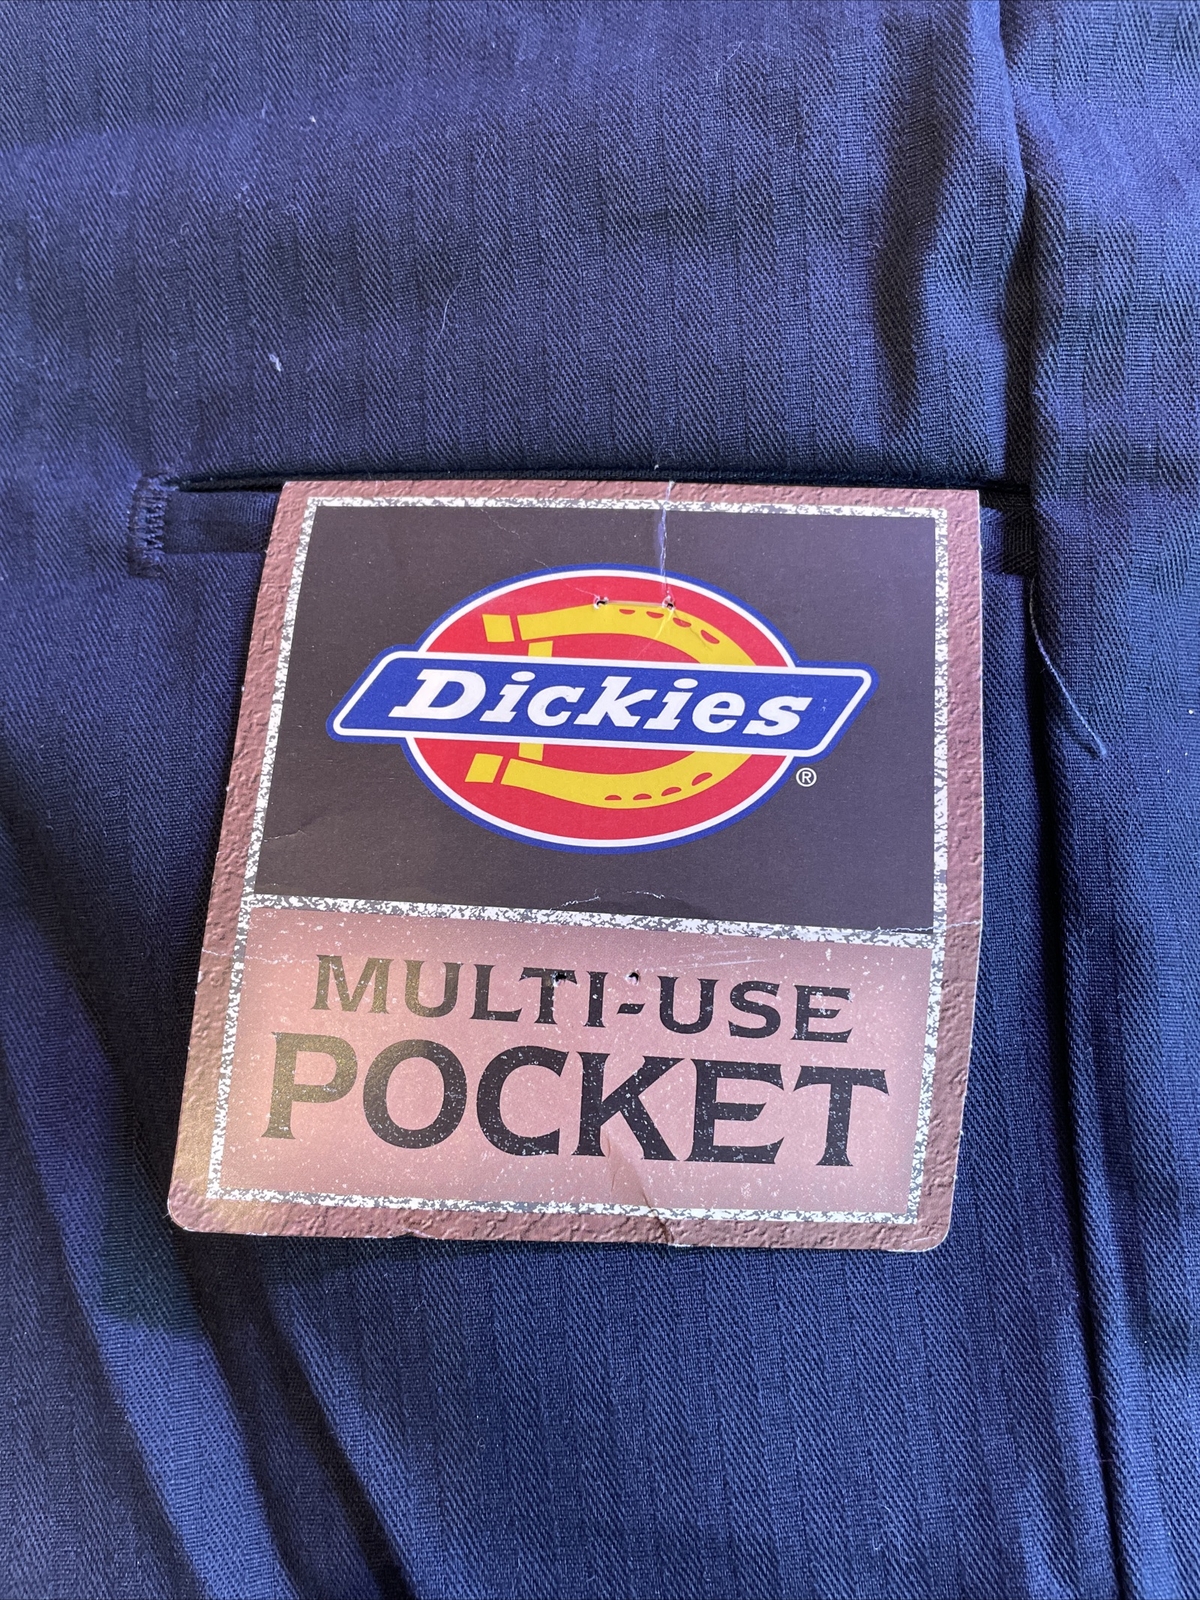 Dickies
®
MULTI-USE
POCKET